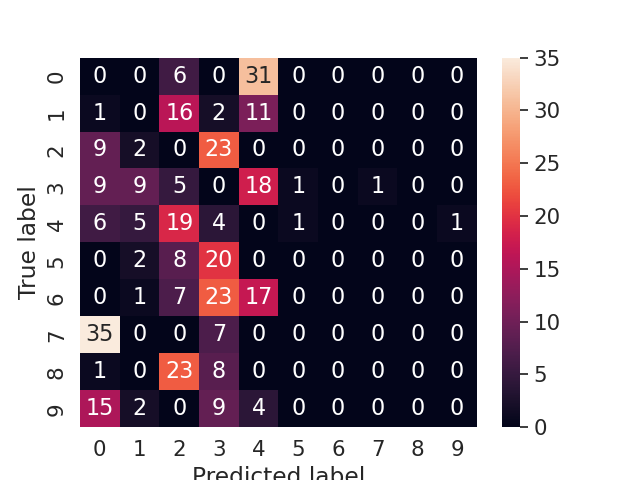 0 0 0 6 0 31 0 0 0 0 0
1 1 0 16 2 11 0 0 0 0 0
2 9 2 0 23 0 0 0 0 0 0
3 9 9 5 0 18 1 0 1 0 0
4 6 5 19 4 0 1 0 0 0 1
5 0 2 8 20 0 0 0 0 0 0
6 0 1 7 23 17 0 0 0 0 0
7 35 0 0 7 0 0 0 0 0 0
8 1 0 23 8 0 0 0 0 0 0
9 15 2 0 9 4 0 0 0 0 0
0 1 2 3 4 5 6 7 8 9
Predicted label
True label
35
30
25
20
15
10
5
0